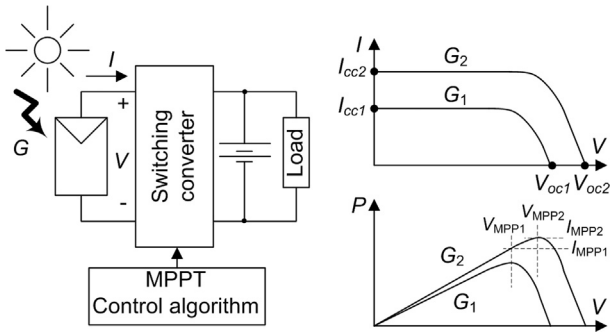 I
G
+
V
-
Switching
converter
Load
MPPT
Control algorithm
I
Icc2
G2
Icc1
G1
V
Voc1 Voc2
P
VMPP1
VMPP2
IMPP2
IMPP1
G2
G1
V